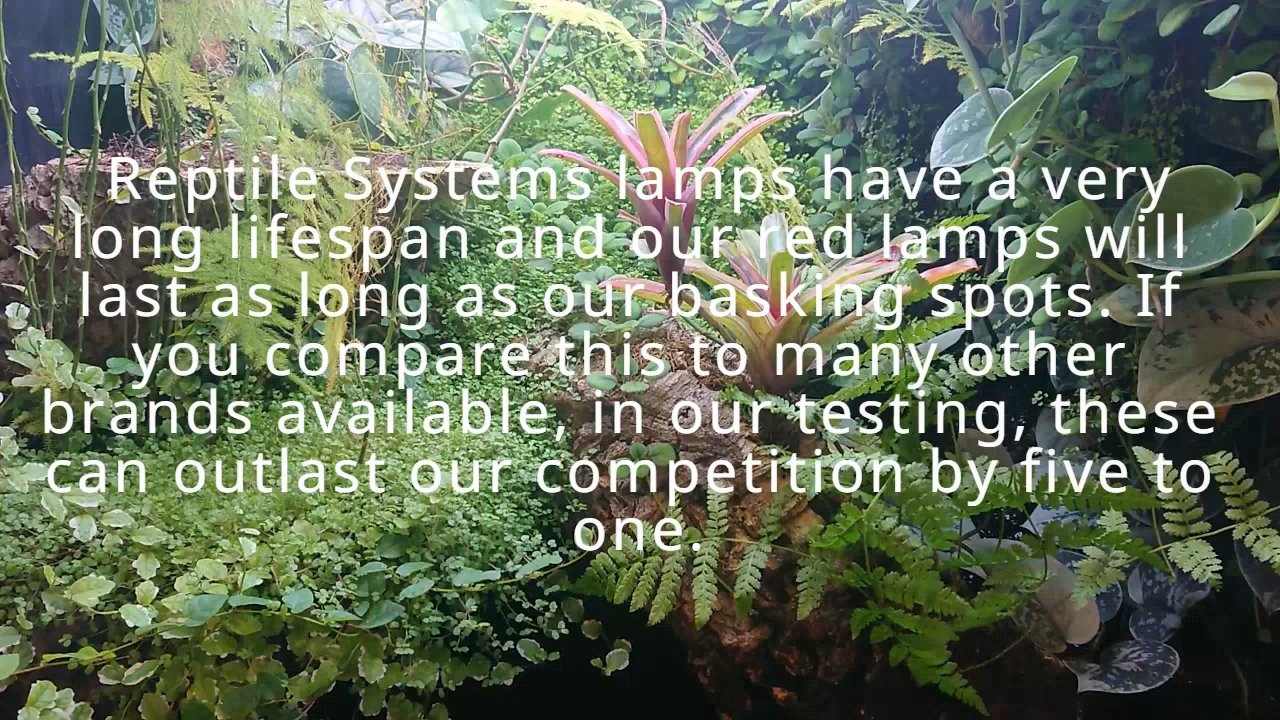 Reptile Systems lamps have a very
long lifespan and our red lamps will
last as long as our basking spots. If
you compare this to many other
brands available, in our testing, these
can outlast our competition by five to
one.